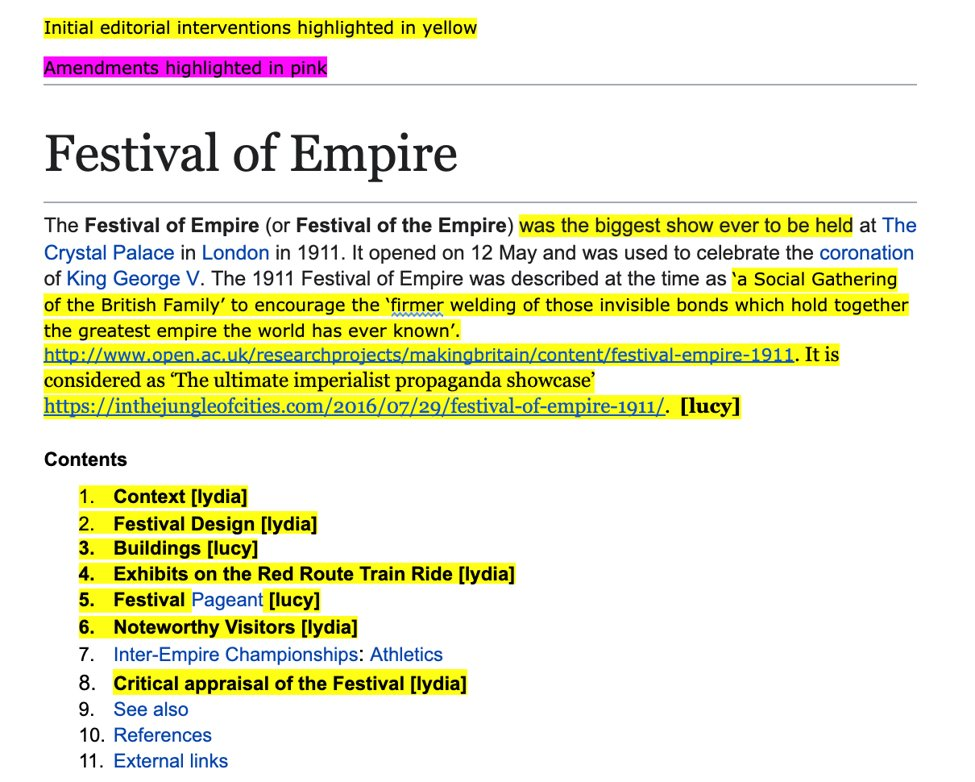 Initial editorial interventions highlighted in yellow
Amendments highlighted in pink
Festival of Empire
The Festival of Empire (or Festival of the Empire) was the biggest show ever to be held at The
Crystal Palace in London in 1911. It opened on 12 May and was used to celebrate the coronation
of King George V. The 1911 Festival of Empire was described at the time as ‘a Social Gathering
of the British Family’ to encourage the ‘firmer welding of those invisible bonds which hold together
the greatest empire the world has ever known’.
http://www.open.ac.uk/researchprojects/makingbritain/content/festival-empire-1911. It is
considered as ‘The ultimate imperialist propaganda showcase’
https://inthejungleofcities.com/2016/07/29/festival-of-empire-1911/. [lucy]
Contents
1. Context [lydia]
2. Festival Design [lydia]
3. Buildings [lucy]
4. Exhibits on the Red Route Train Ride [lydia]
5. Festival Pageant [lucy]
6. Noteworthy Visitors [lydia]
7. Inter-Empire Championships: Athletics
8. Critical appraisal of the Festival [lydia]
9. See also
10. References
11. External links